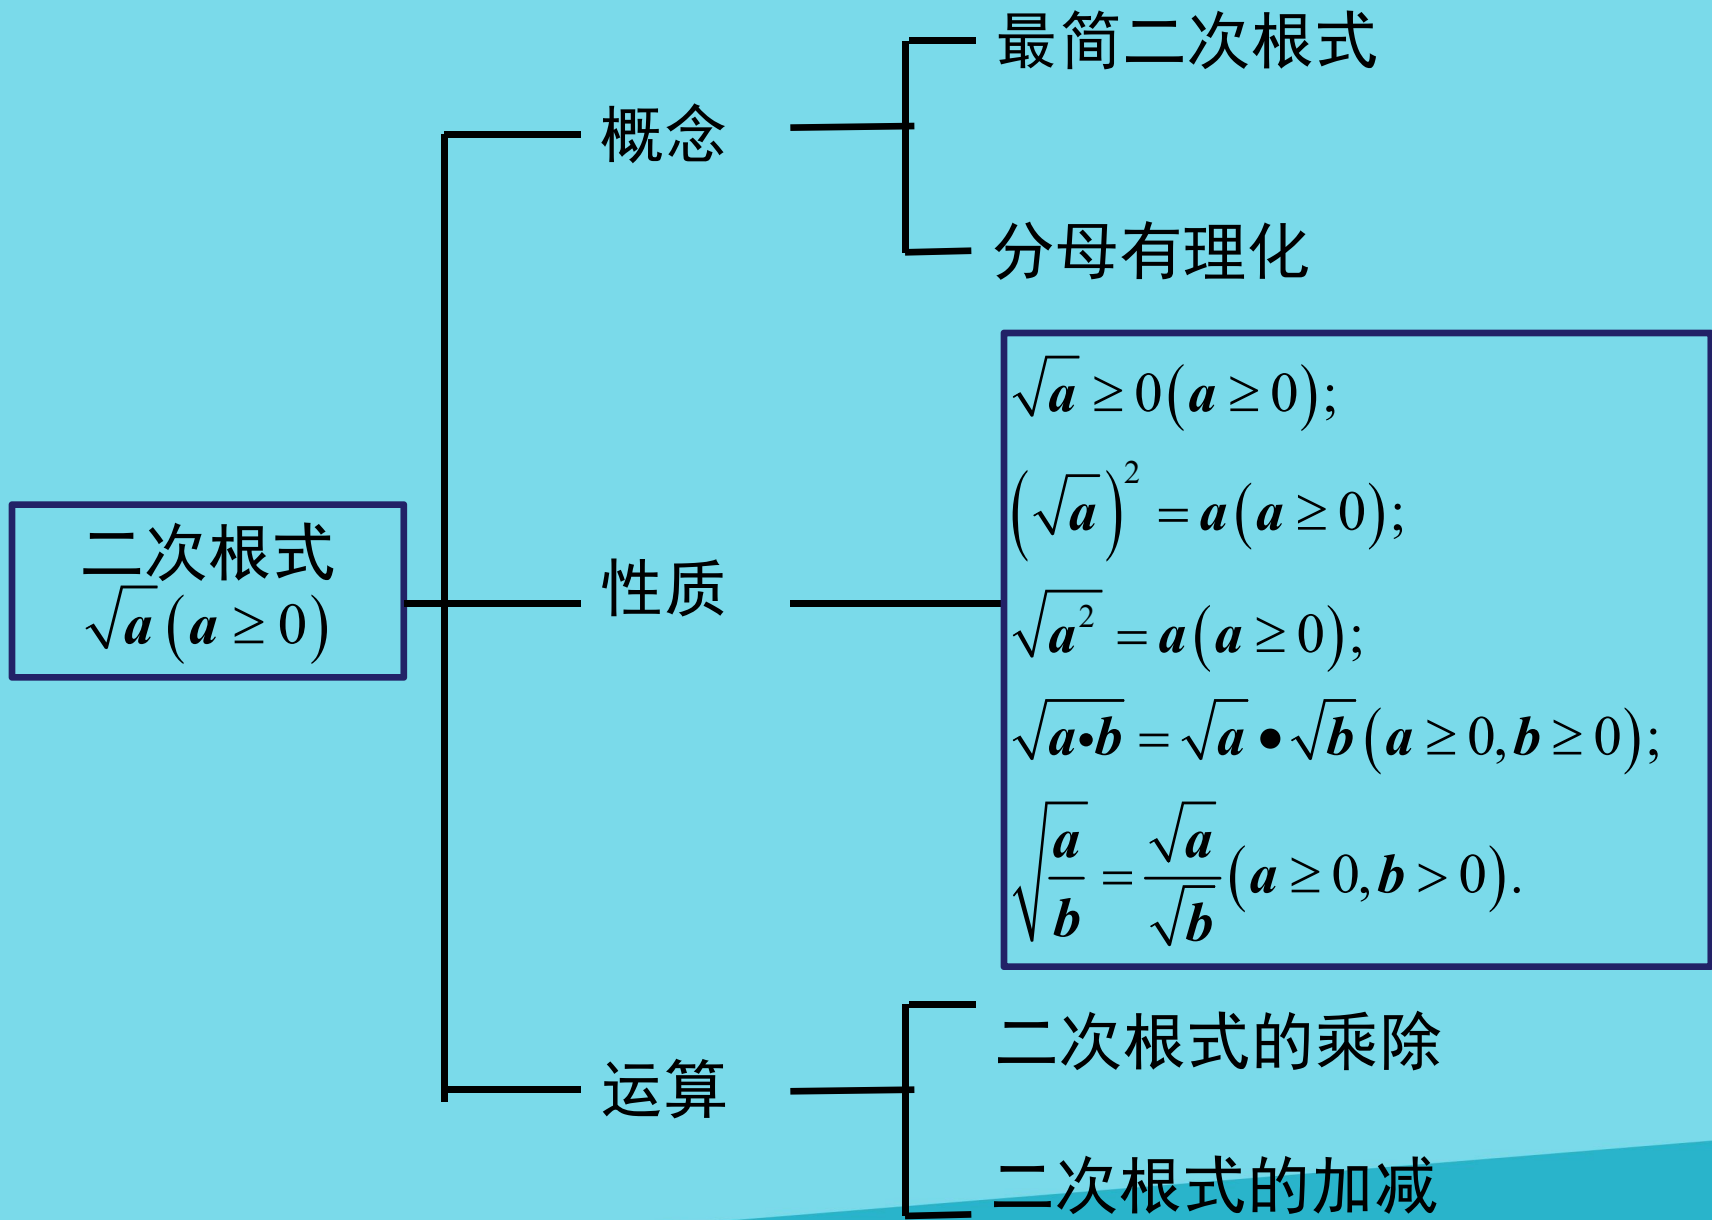 最简二次根式
概念
分母有理化
√a ≥ 0(a ≥ 0);
(√a)² = a(a ≥ 0);
二次根式
√a(a ≥ 0)
性质
√a² = a(a ≥ 0);
√a•b = √a • √b(a ≥ 0, b ≥ 0);
√(a/b) = √a/√b(a ≥ 0, b > 0).
二次根式的乘除
运算
二次根式的加减